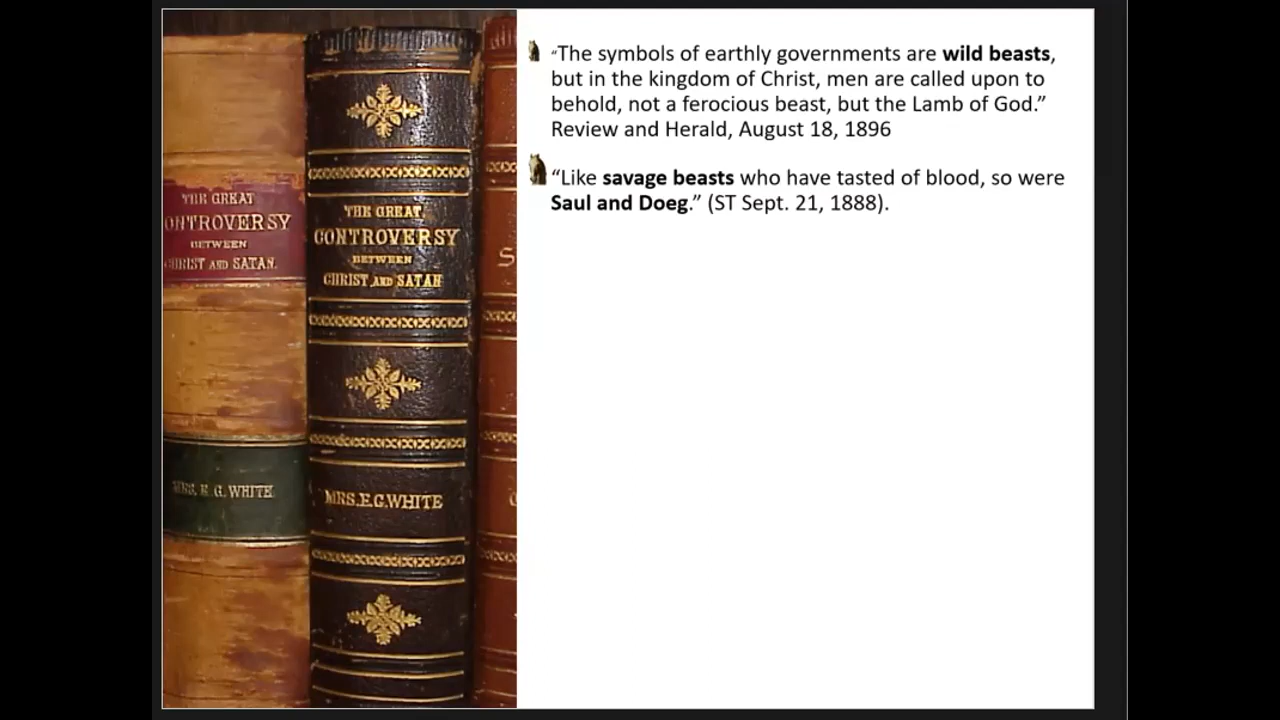 THE GREAT
CONTROVERSY
BETWEEN
CHRIST AND SATAN.
MRS. E. G. WHITE
THE GREAT
CONTROVERSY
BETWEEN
CHRIST AND SATAN
MRS.E.G.WHITE
S
“The symbols of earthly governments are wild beasts,
but in the kingdom of Christ, men are called upon to
behold, not a ferocious beast, but the Lamb of God.”
Review and Herald, August 18, 1896
“Like savage beasts who have tasted of blood, so were
Saul and Doeg.” (ST Sept. 21, 1888).